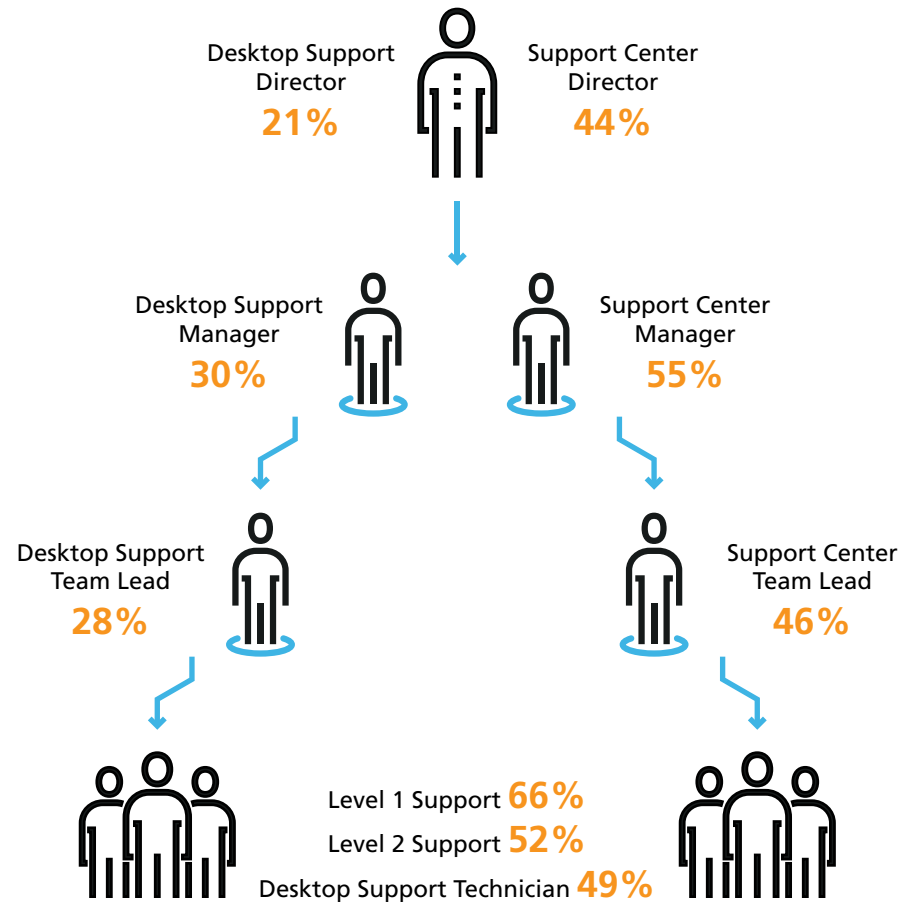 Desktop Support
Director
21%
Support Center
Director
44%
Desktop Support
Manager
30%
Support Center
Manager
55%
Desktop Support
Team Lead
28%
Support Center
Team Lead
46%
Level 1 Support 66%
Level 2 Support 52%
Desktop Support Technician 49%